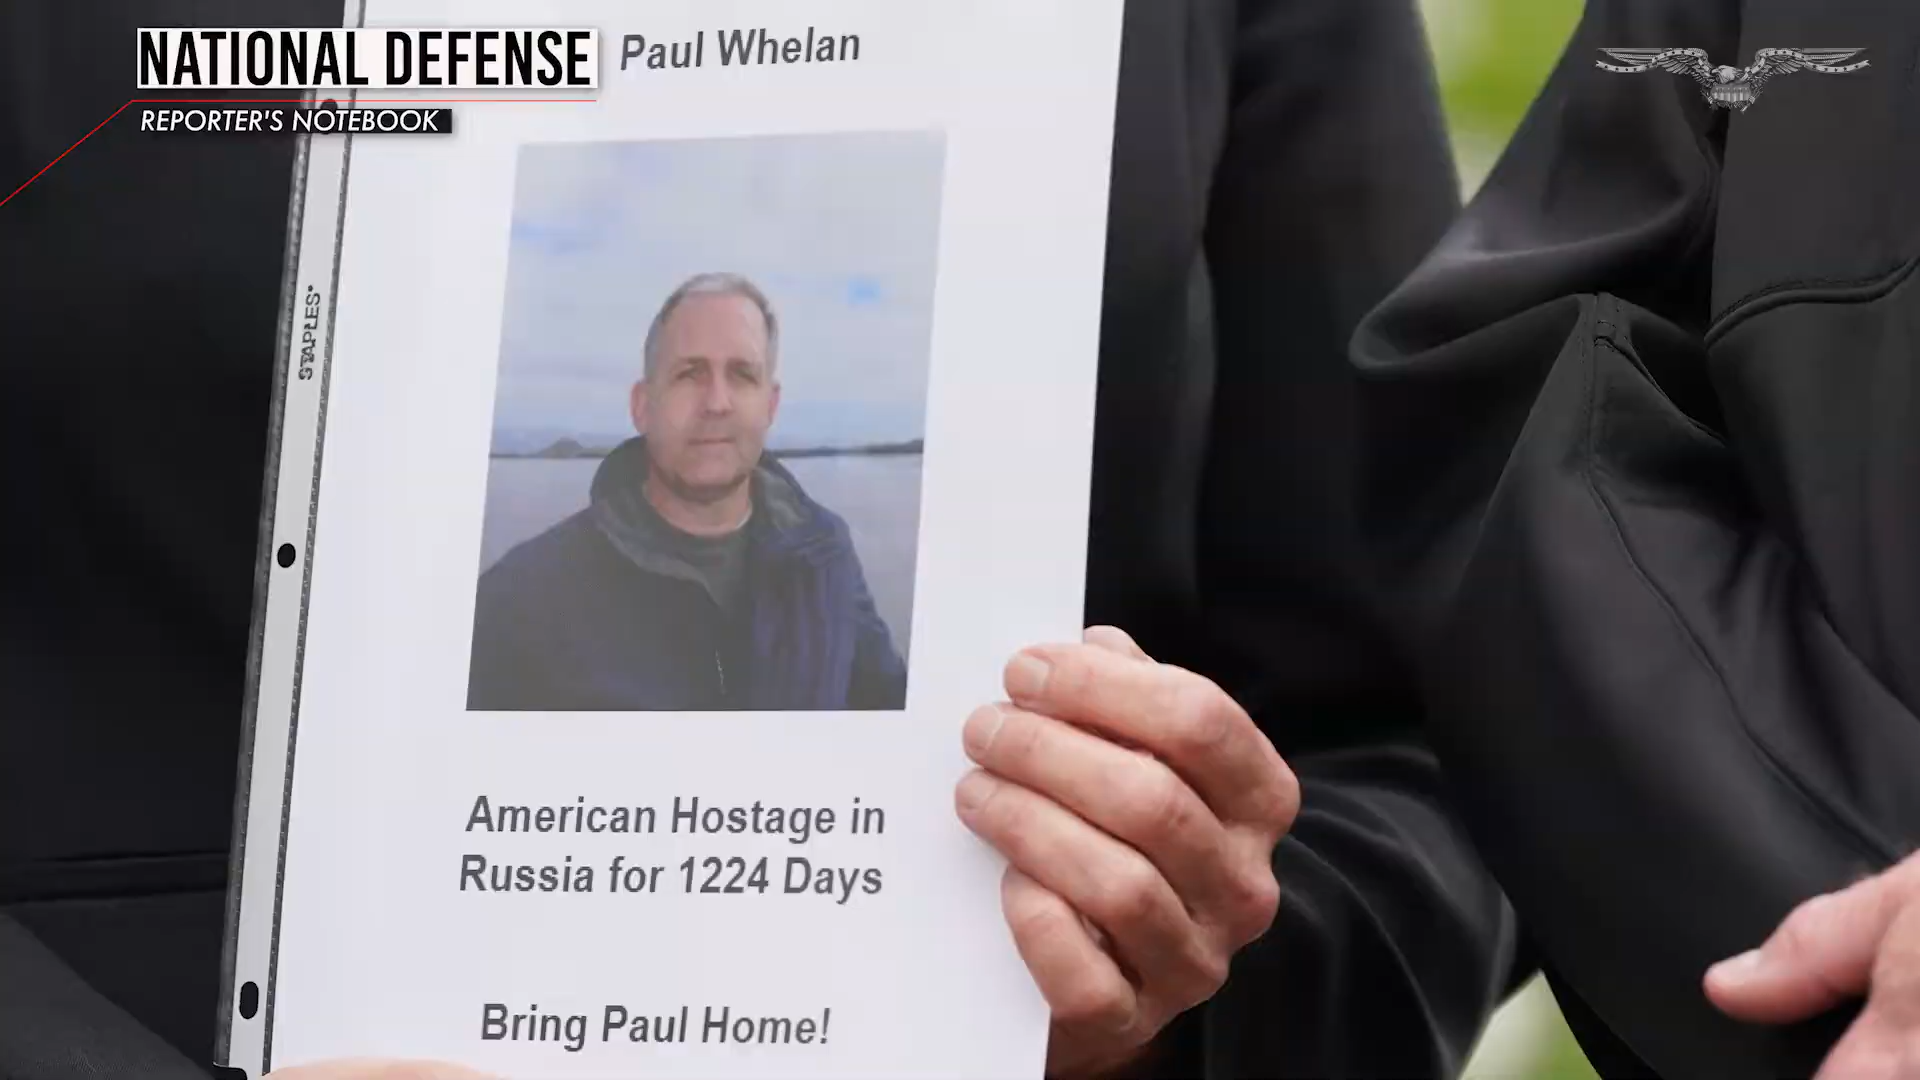 NATIONAL DEFENSE
REPORTER'S NOTEBOOK
Paul Whelan
STAPLES
American Hostage in
Russia for 1224 Days
Bring Paul Home!